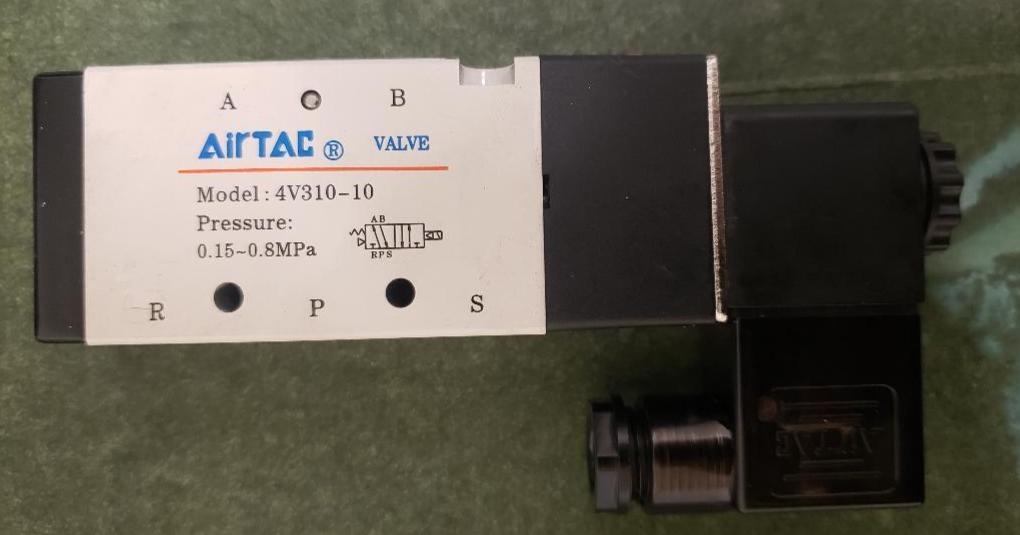 A B
AirTAC ® VALVE
Model : 4V310-10
Pressure:
0.15~0.8MPa
A B
R P S
R P S